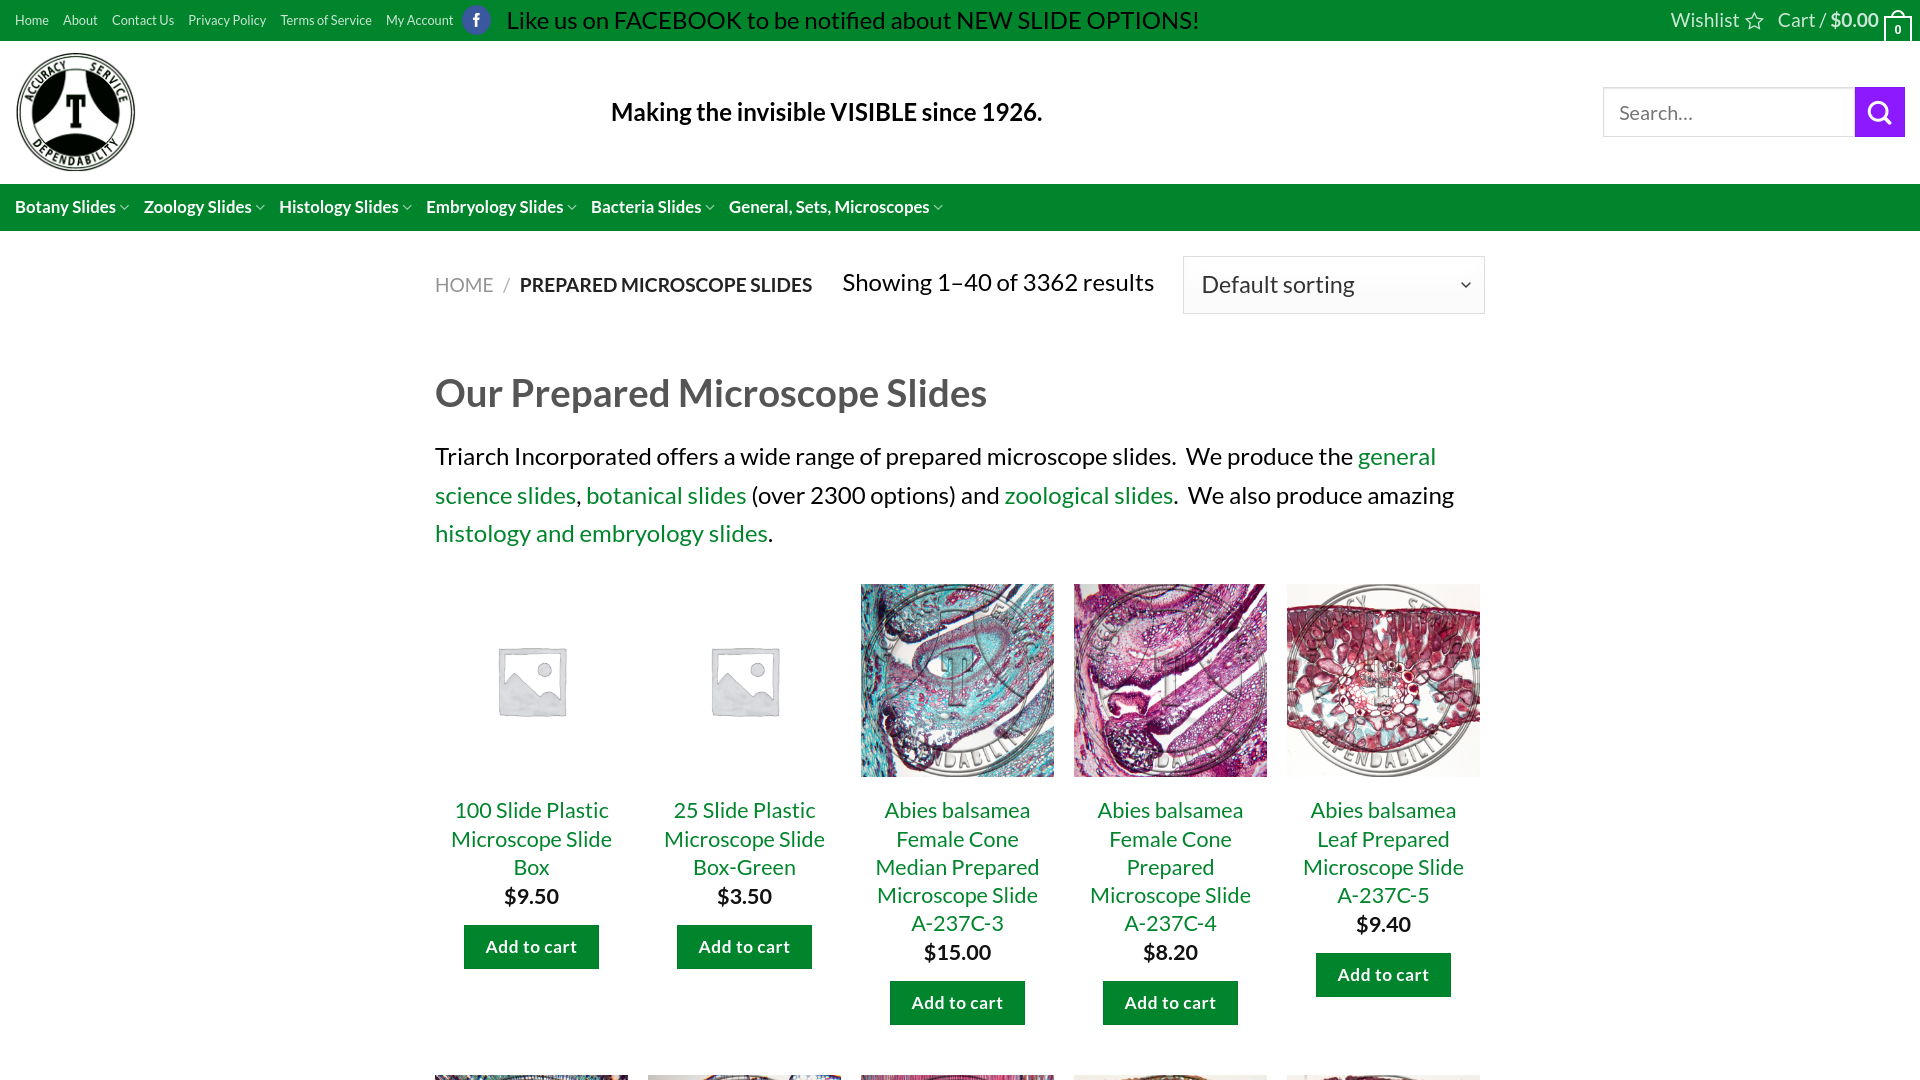 Home About Contact Us Privacy Policy Terms of Service My Account f Like us on FACEBOOK to be notified about NEW SLIDE OPTIONS! Wishlist Cart / $0.00 0
ACCURACY SERVICE
T
DEPENDABILITY
Making the invisible VISIBLE since 1926.
Search...
Botany Slides Zoology Slides Histology Slides Embryology Slides Bacteria Slides General, Sets, Microscopes
HOME / PREPARED MICROSCOPE SLIDES Showing 1–40 of 3362 results Default sorting
Our Prepared Microscope Slides
Triarch Incorporated offers a wide range of prepared microscope slides. We produce the general
science slides, botanical slides (over 2300 options) and zoological slides. We also produce amazing
histology and embryology slides.
100 Slide Plastic
Microscope Slide
Box
$9.50
Add to cart
25 Slide Plastic
Microscope Slide
Box-Green
$3.50
Add to cart
Abies balsamea
Female Cone
Median Prepared
Microscope Slide
A-237C-3
$15.00
Add to cart
Abies balsamea
Female Cone
Prepared
Microscope Slide
A-237C-4
$8.20
Add to cart
Abies balsamea
Leaf Prepared
Microscope Slide
A-237C-5
$9.40
Add to cart